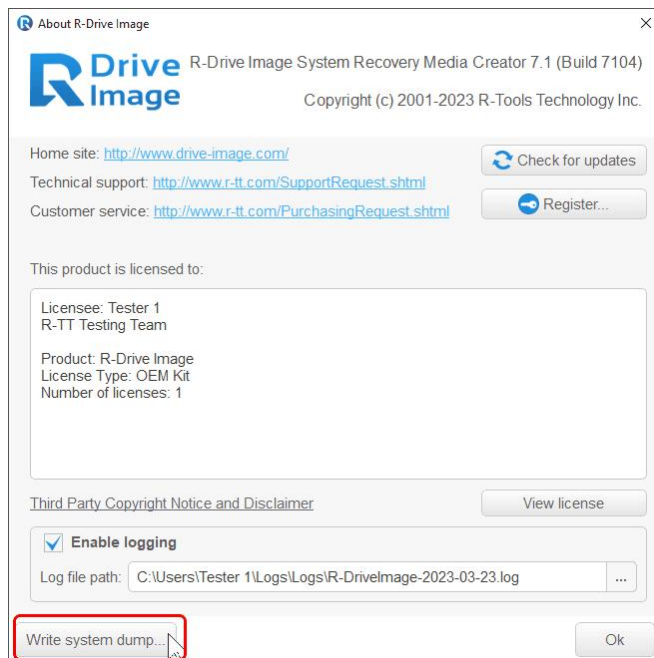 About R-Drive Image
R Drive Image
R-Drive Image System Recovery Media Creator 7.1 (Build 7104)
Copyright (c) 2001-2023 R-Tools Technology Inc.
Home site: http://www.drive-image.com/
Check for updates
Technical support: http://www.r-tt.com/SupportRequest.shtml
Customer service: http://www.r-tt.com/PurchasingRequest.shtml
Register...
This product is licensed to:
Licensee: Tester 1
R-TT Testing Team
Product: R-Drive Image
License Type: OEM Kit
Number of licenses: 1
Third Party Copyright Notice and Disclaimer
View license
Enable logging
Log file path: C:\Users\Tester 1\Logs\Logs\R-DriveImage-2023-03-23.log ...
Write system dump...
Ok